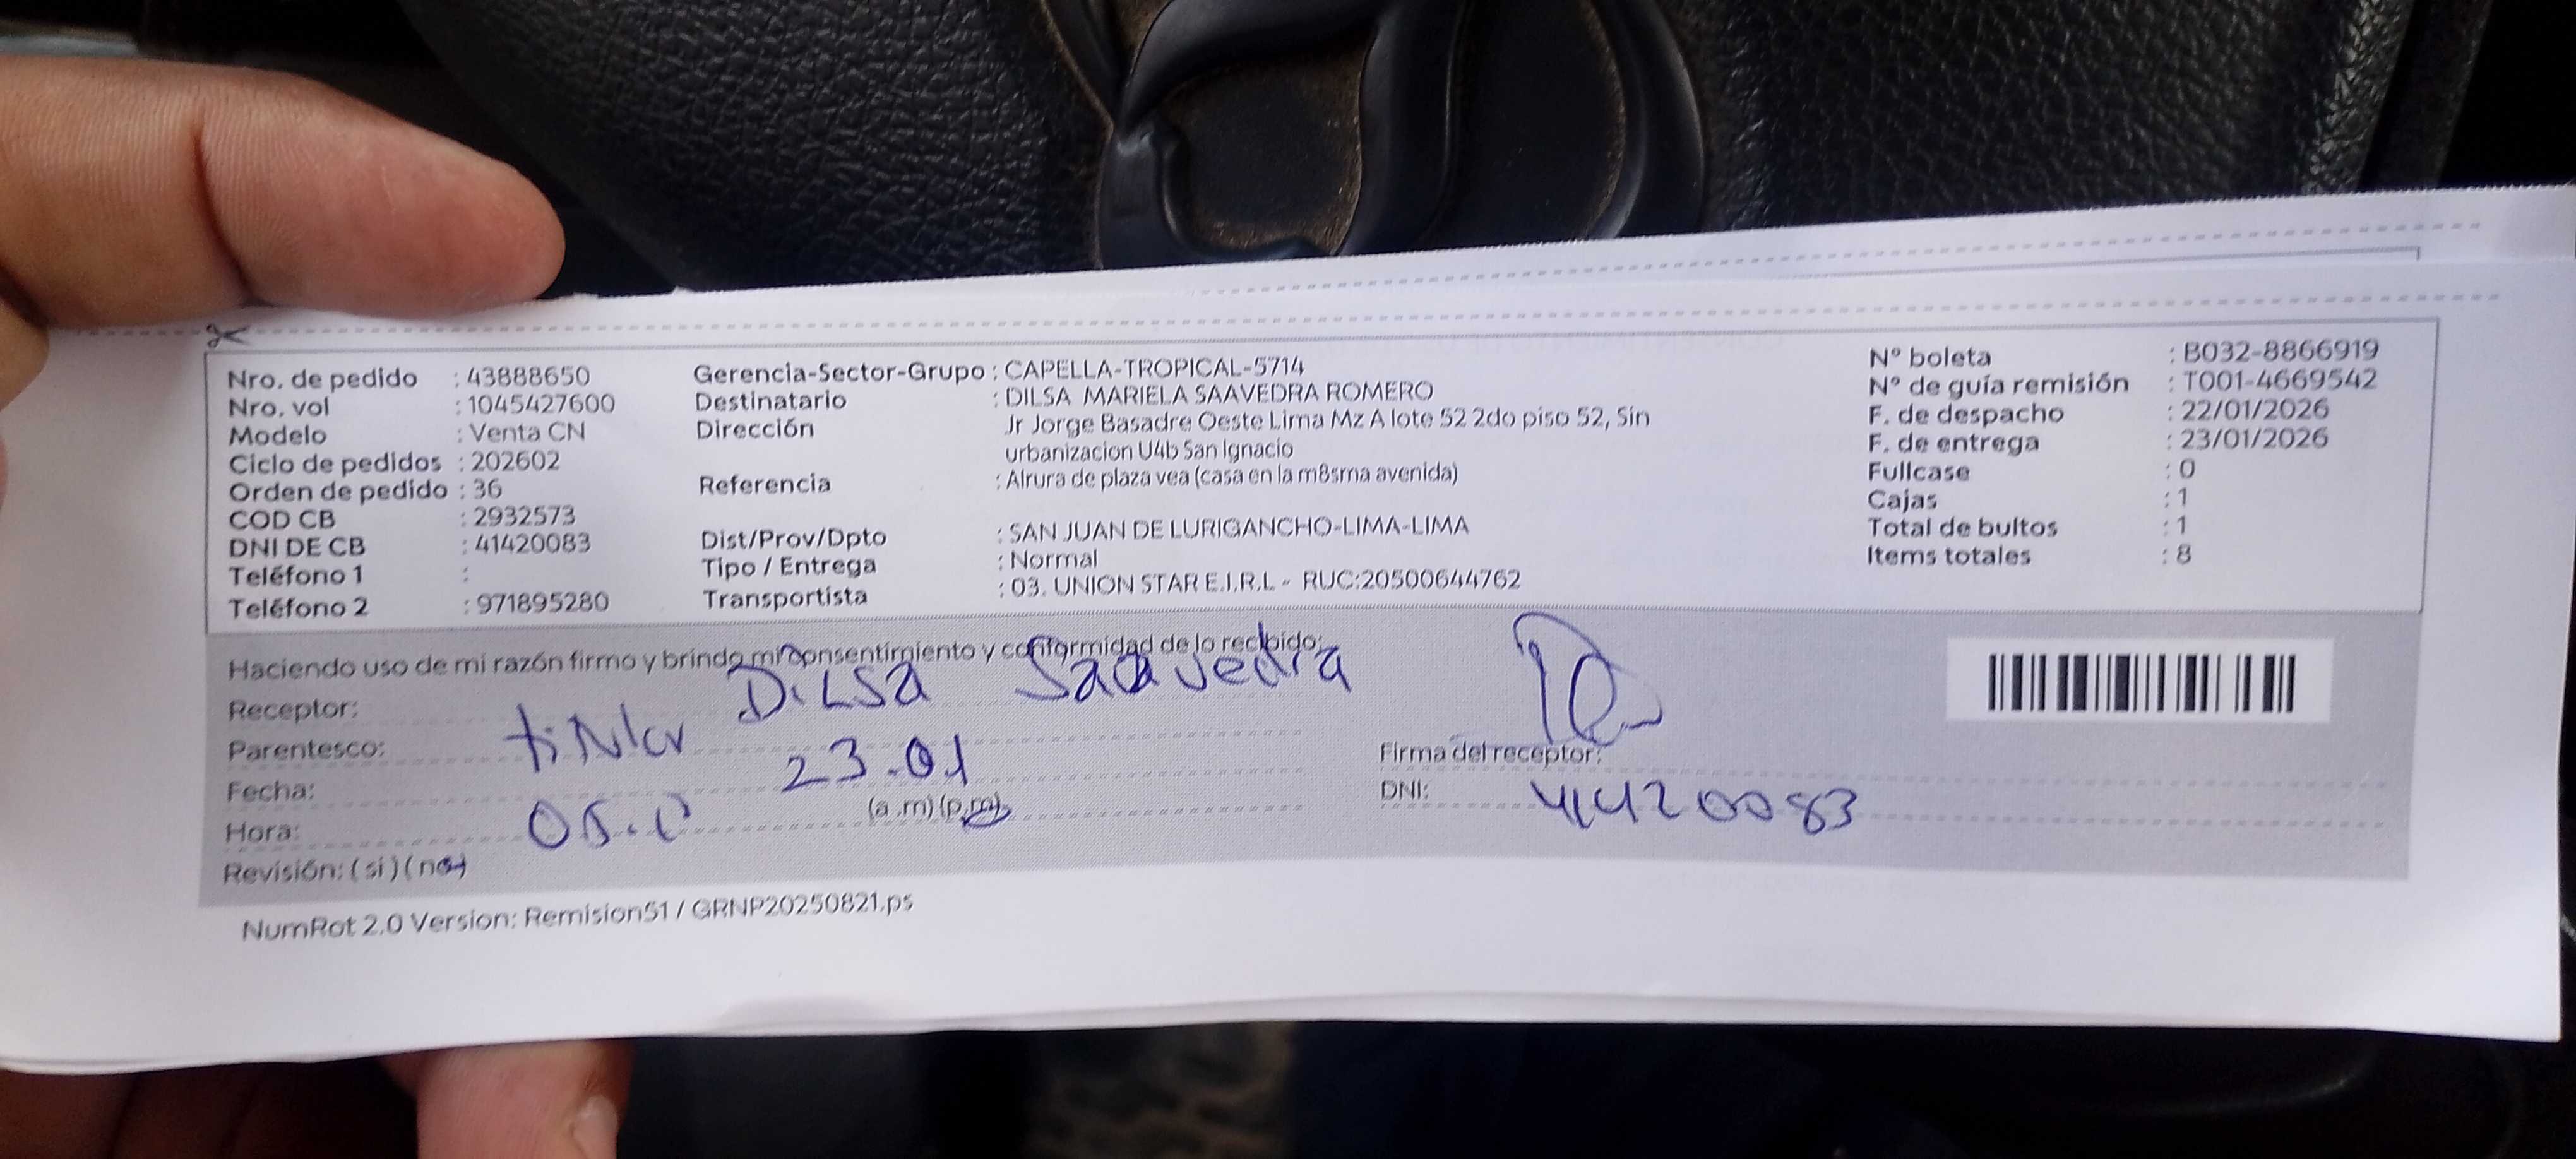 Nro. de pedido : 43888650
Nro. vol : 1045427600
Modelo : Venta CN
Ciclo de pedidos : 202602
Orden de pedido : 36
COD CB : 2932573
DNI DE CB : 41420083
Teléfono 1 :
Teléfono 2 : 971895280
Gerencia-Sector-Grupo : CAPELLA-TROPICAL-5714
Destinatario : DILSA MARIELA SAAVEDRA ROMERO
Dirección Jr Jorge Basadre Oeste Lima Mz A lote 52 2do piso 52, Sin
urbanizacion U4b San Ignacio
Referencia : Alrura de plaza vea (casa en la m8sma avenida)
Dist/Prov/Dpto : SAN JUAN DE LURIGANCHO-LIMA-LIMA
Tipo / Entrega : Normal
Transportista : 03. UNION STAR E.I.R.L - RUC:20500644762
N° boleta : B032-8866919
N° de guía remisión : T001-4669542
F. de despacho : 22/01/2026
F. de entrega : 23/01/2026
Fullcase : 0
Cajas : 1
Total de bultos : 1
Items totales : 8
Haciendo uso de mi razón firmo y brindo mi consentimiento y conformidad de lo recibido:
Receptor: DiLSA Saavedra
Parentesco: titular
Fecha: 23.01
Hora: (a.m) (p.m)
Revisión: (si) (no)
Firma del receptor:
DNI: 41420083
NumRot 2.0 Version: Remision51 / GRNP20250821.ps